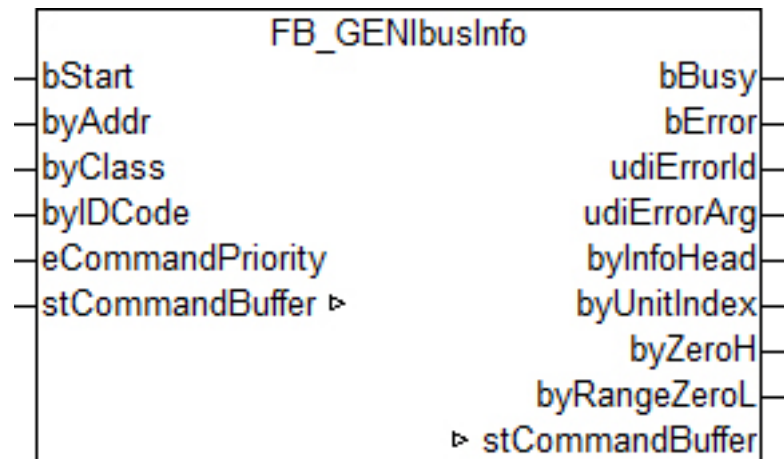 FB_GENIbusInfo
bStart bBusy
byAddr bError
byClass udiErrorId
byIDCode udiErrorArg
eCommandPriority byInfoHead
stCommandBuffer byUnitIndex
byZeroH
byRangeZeroL
stCommandBuffer